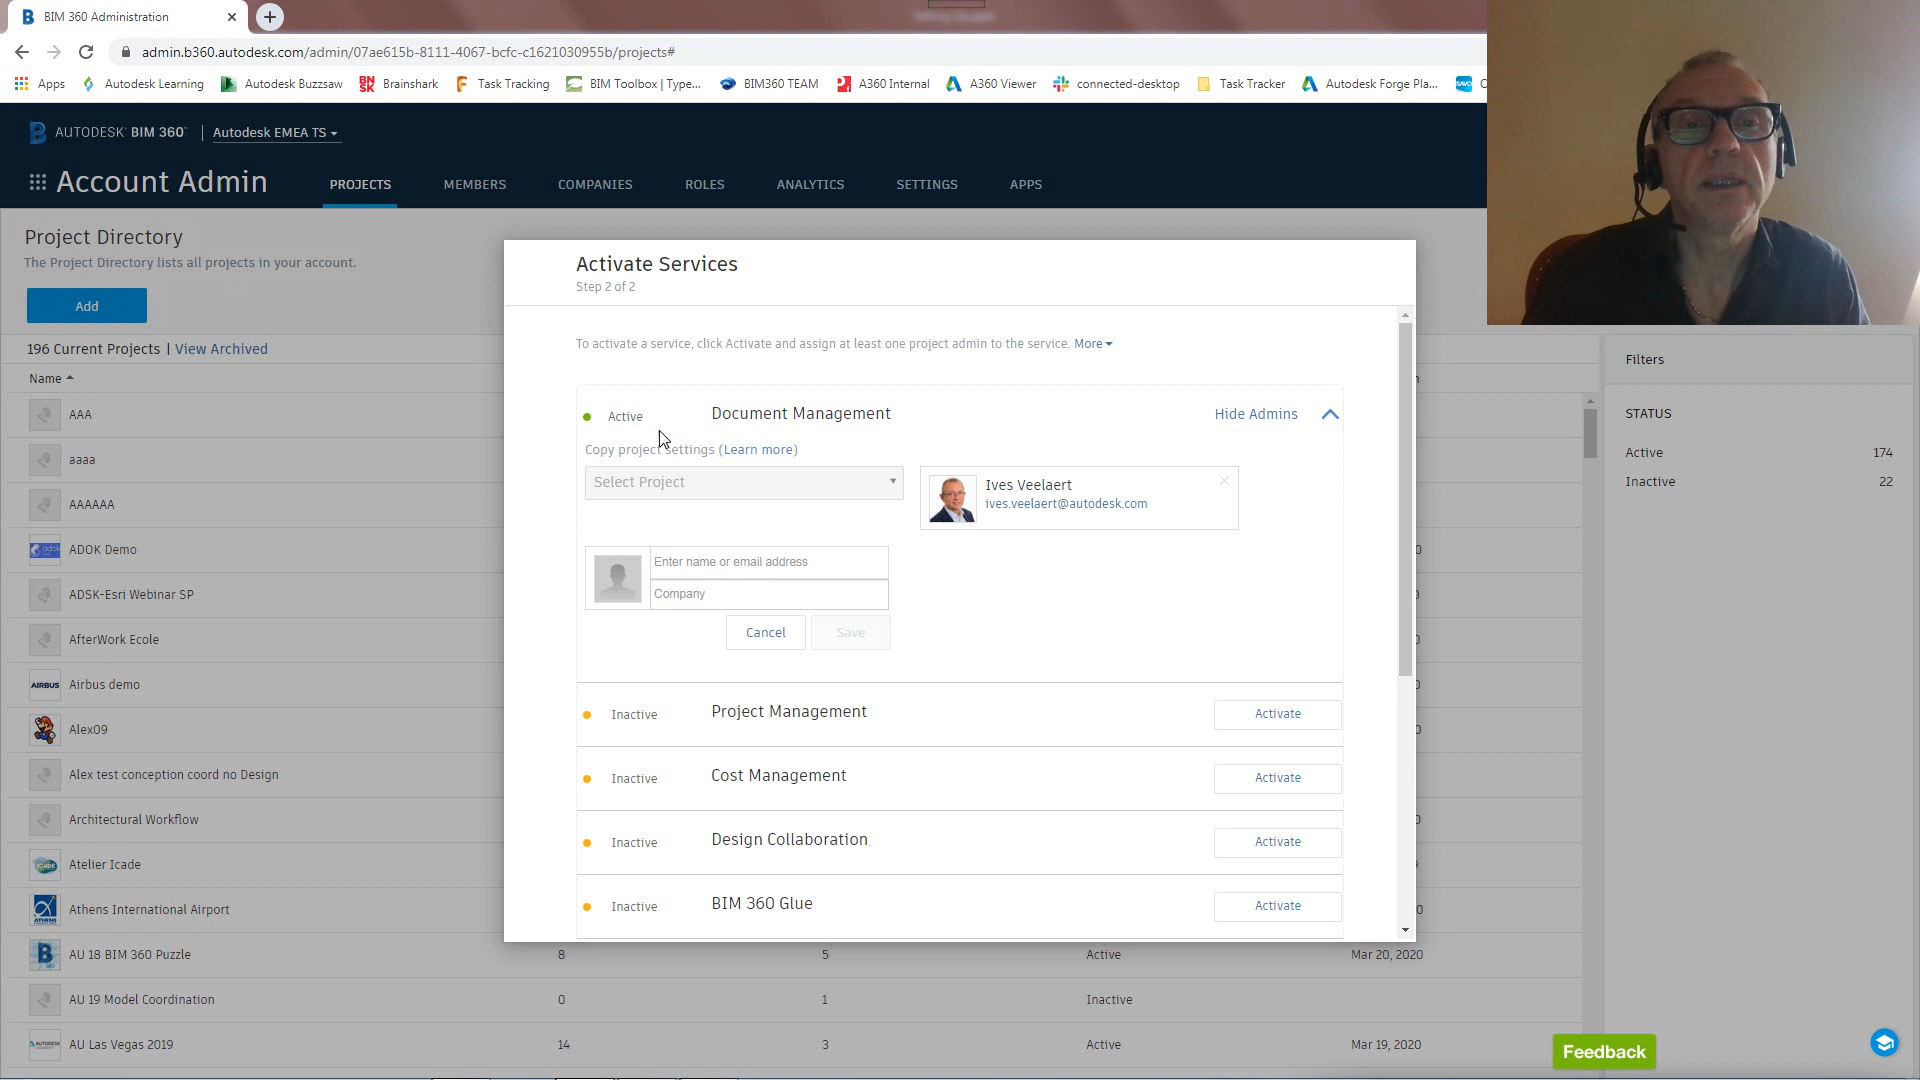 BIM 360 Administration
admin.b360.autodesk.com/admin/07ae615b-8111-4067-bcfc-c1621030955b/projects#
Apps Autodesk Learning Autodesk Buzzsaw Brainshark Task Tracking BIM Toolbox | Type... BIM360 TEAM A360 Internal A360 Viewer connected-desktop Task Tracker Autodesk Forge Pla...
AUTODESK BIM 360 Autodesk EMEA TS
Account Admin PROJECTS MEMBERS COMPANIES ROLES ANALYTICS SETTINGS APPS
Project Directory
The Project Directory lists all projects in your account.
Add
196 Current Projects | View Archived
Name
AAA
aaaa
AAAAAA
ADOK Demo
ADSK-Esri Webinar SP
AfterWork Ecole
AIRBUS Airbus demo
Alex09
Alex test conception coord no Design
Architectural Workflow
Atelier Icade
Athens International Airport
AU 18 BIM 360 Puzzle 8 5 Active Mar 20, 2020
AU 19 Model Coordination 0 1 Inactive
AU Las Vegas 2019 14 3 Active Mar 19, 2020
Activate Services
Step 2 of 2
To activate a service, click Activate and assign at least one project admin to the service. More
Active Document Management Hide Admins
Copy project settings (Learn more)
Select Project
Ives Veelaert
ives.veelaert@autodesk.com
Enter name or email address
Company
Cancel Save
Inactive Project Management Activate
Inactive Cost Management Activate
Inactive Design Collaboration Activate
Inactive BIM 360 Glue Activate
Filters
STATUS
Active 174
Inactive 22
Feedback